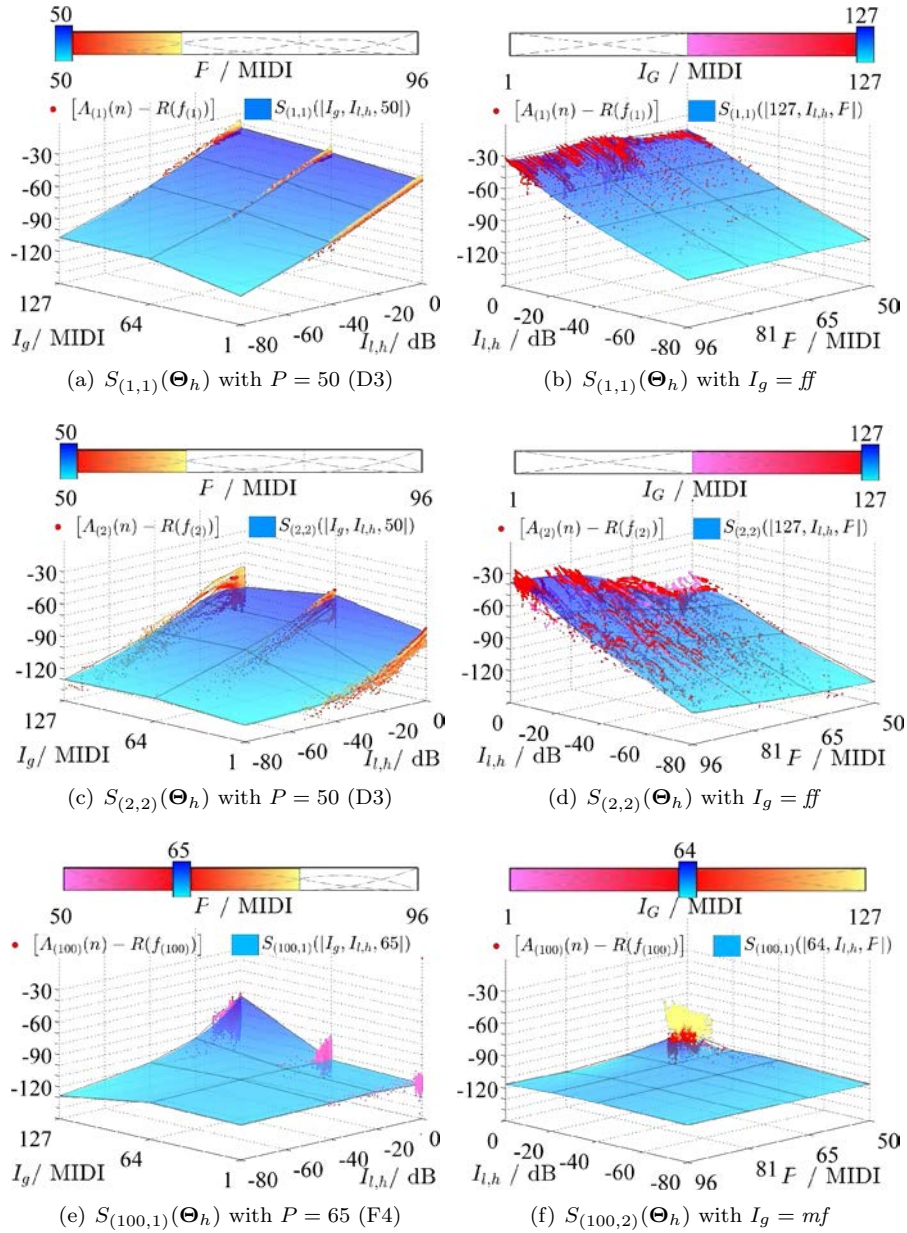 50
50 96
P / MIDI
[A(1)(n) − R(f(1))] S(1,1)(|Ig, Il,h, 50|)
-30
-60
-90
-120
127
64
1
Ig/ MIDI
-80
-60
-40
-20
0
Il,h/ dB
(a) S(1,1)(Θh) with P = 50 (D3)
127
1 127
IG / MIDI
[A(1)(n) − R(f(1))] S(1,1)(|127, Il,h, P|)
-30
-60
-90
-120
0
-20
-40
-60
-80
Il,h / dB
96
81
65
50
P / MIDI
(b) S(1,1)(Θh) with Ig = ff
50
50 96
P / MIDI
[A(2)(n) − R(f(2))] S(2,2)(|Ig, Il,h, 50|)
-30
-60
-90
-120
127
64
1
Ig/ MIDI
-80
-60
-40
-20
0
Il,h/ dB
(c) S(2,2)(Θh) with P = 50 (D3)
127
1 127
IG / MIDI
[A(2)(n) − R(f(2))] S(2,2)(|127, Il,h, P|)
-30
-60
-90
-120
0
-20
-40
-60
-80
Il,h / dB
96
81
65
50
P / MIDI
(d) S(2,2)(Θh) with Ig = ff
65
50 96
P / MIDI
[A(100)(n) − R(f(100))] S(100,1)(|Ig, Il,h, 65|)
-30
-60
-90
-120
127
64
1
Ig/ MIDI
-80
-60
-40
-20
0
Il,h/ dB
(e) S(100,1)(Θh) with P = 65 (F4)
64
1 127
IG / MIDI
[A(100)(n) − R(f(100))] S(100,1)(|64, Il,h, P|)
-30
-60
-90
-120
0
-20
-40
-60
-80
Il,h / dB
96
81
65
50
P / MIDI
(f) S(100,2)(Θh) with Ig = mf